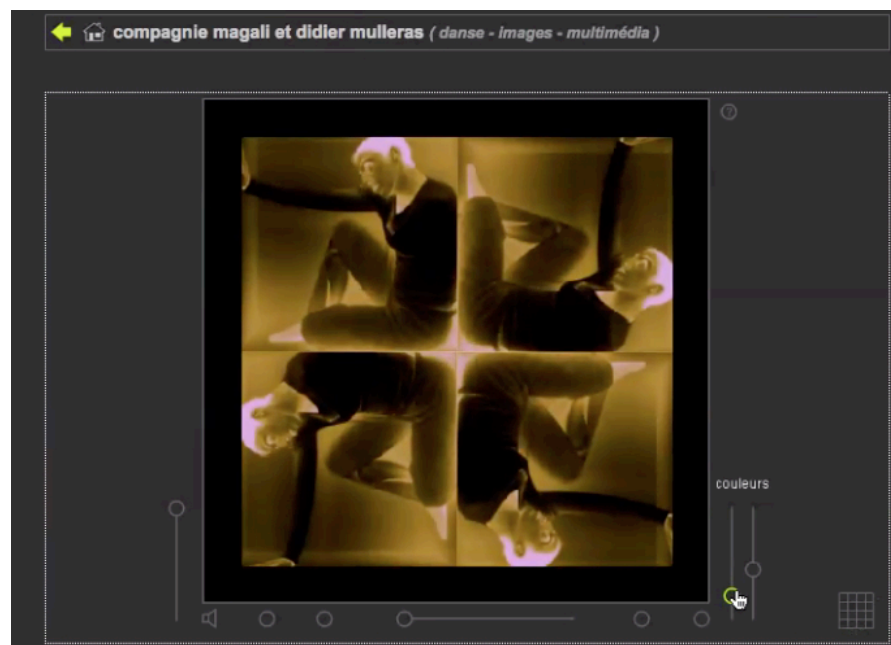 compagnie magali et didier mulleras ( danse - images - multimédia )
?
couleurs